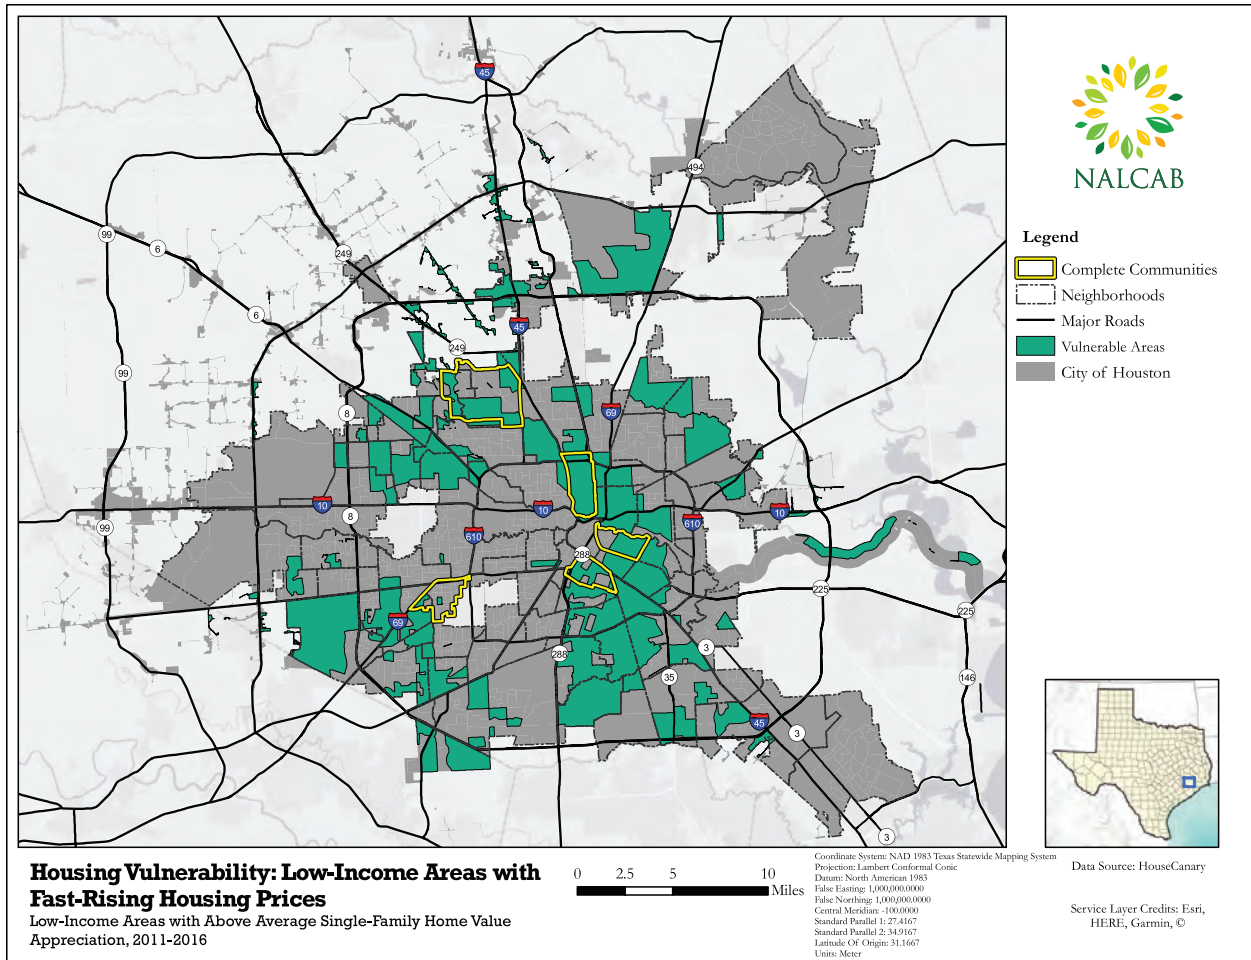 45
494
99
6
249
6
45
249
99
69
8
10
8
10
610
610
10
99
288
225
225
69
288
3
35
146
45
3
3
NALCAB
Legend
Complete Communities
Neighborhoods
Major Roads
Vulnerable Areas
City of Houston
Housing Vulnerability: Low-Income Areas with
Fast-Rising Housing Prices
Low-Income Areas with Above Average Single-Family Home Value
Appreciation, 2011-2016
0 2.5 5 10
Miles
Coordinate System: NAD 1983 Texas Statewide Mapping System
Projection: Lambert Conformal Conic
Datum: North American 1983
False Easting: 1,000,000.0000
False Northing: 1,000,000.0000
Central Meridian: -100.0000
Standard Parallel 1: 27.4167
Standard Parallel 2: 34.9167
Latitude Of Origin: 31.1667
Units: Meter
Data Source: HouseCanary
Service Layer Credits: Esri,
HERE, Garmin, ©